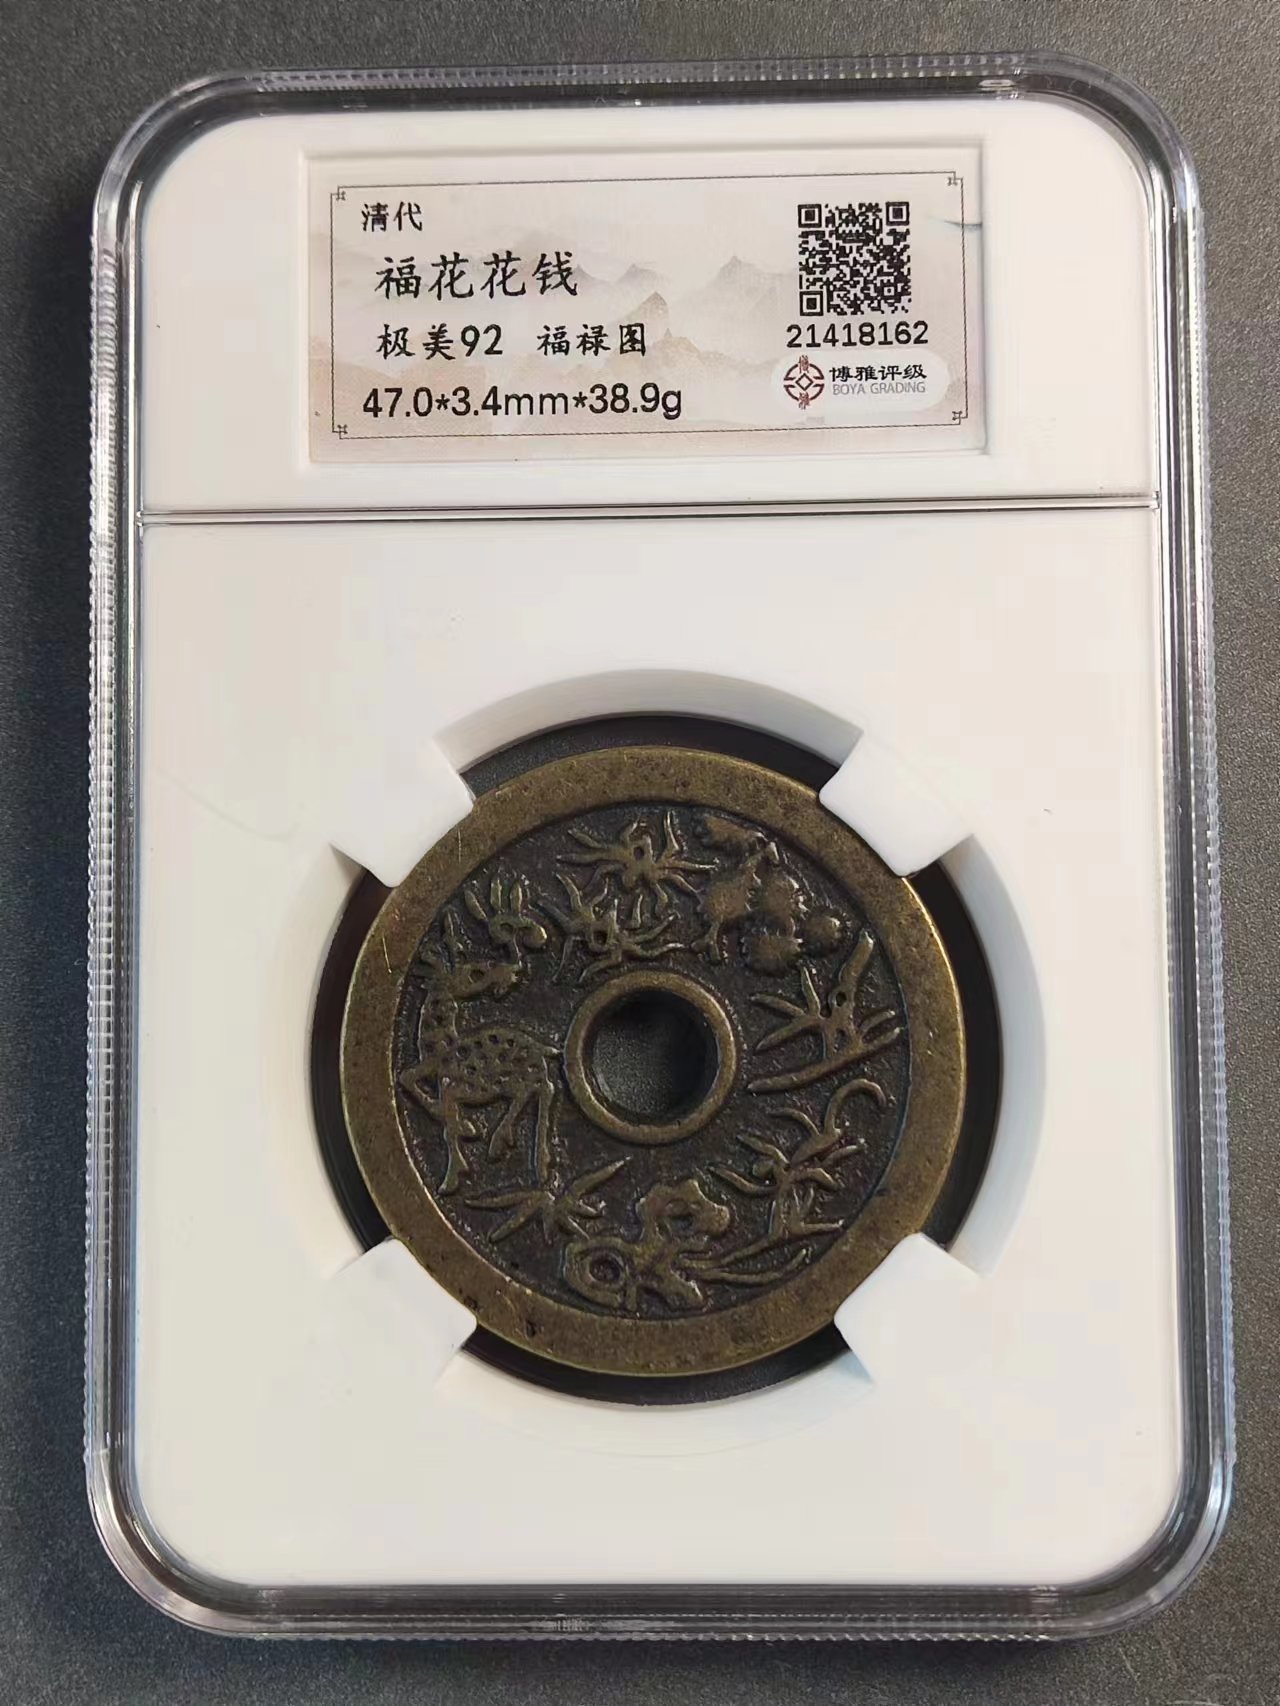 清代
福花花钱
极美92 福禄图
47.0*3.4mm*38.9g
21418162
博雅评级
BOYA GRADING